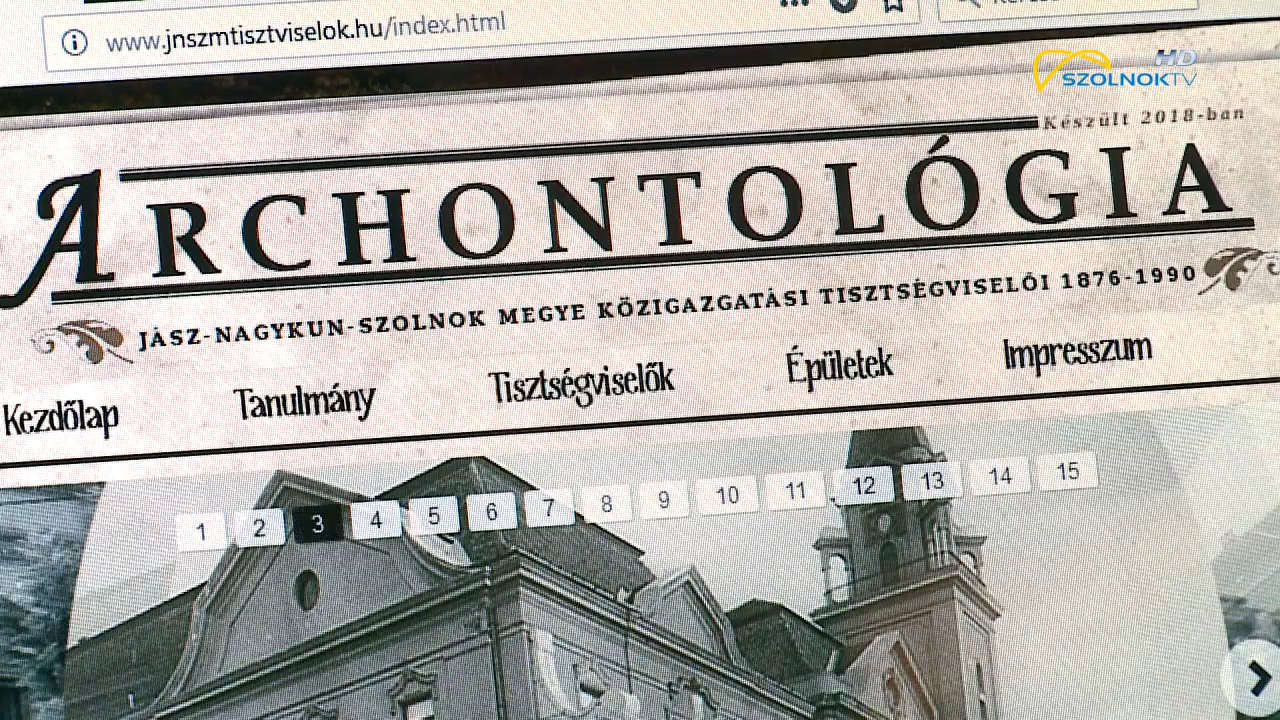 www.jnszmtisztviselok.hu/index.html
HD
SZOLNOKTV
Készült 2018-ban
ARCHONTOLÓGIA
JÁSZ-NAGYKUN-SZOLNOK MEGYE KÖZIGAZGATÁSI TISZTSÉGVISELŐI 1876-1990
Kezdőlap Tanulmány Tisztségviselők Épületek Impresszum
1 2 3 4 5 6 7 8 9 10 11 12 13 14 15